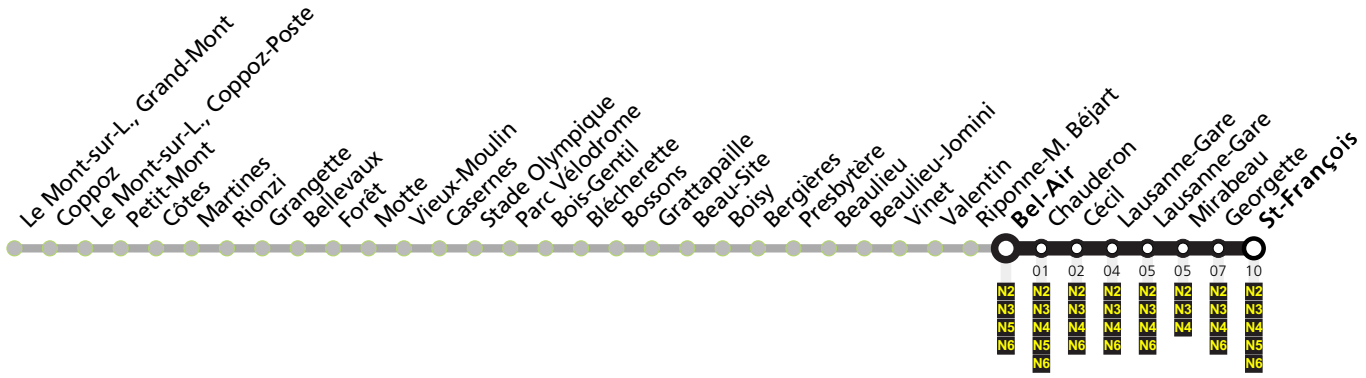 Le Mont-sur-L., Grand-Mont
Coppoz
Le Mont-sur-L., Coppoz-Poste
Petit-Mont
Côtes
Martines
Rionzi
Grangette
Bellevaux
Forêt
Motte
Vieux-Moulin
Casernes
Stade Olympique
Parc Vélodrome
Bois-Gentil
Blécherette
Bossons
Grattapaille
Beau-Site
Boisy
Bergières
Presbytère
Beaulieu
Beaulieu-Jomini
Vinet
Valentin
Riponne-M. Béjart
Bel-Air
Chauderon
Cécil
Lausanne-Gare
Lausanne-Gare
Mirabeau
Georgette
St-François
01 02 04 05 05 07 10
N2 N2 N2 N2 N2 N2 N2 N2
N3 N3 N3 N3 N3 N3 N3 N3
N5 N4 N4 N4 N4 N4 N4 N4
N6 N5 N6 N6 N6 N6 N5
N6 N6